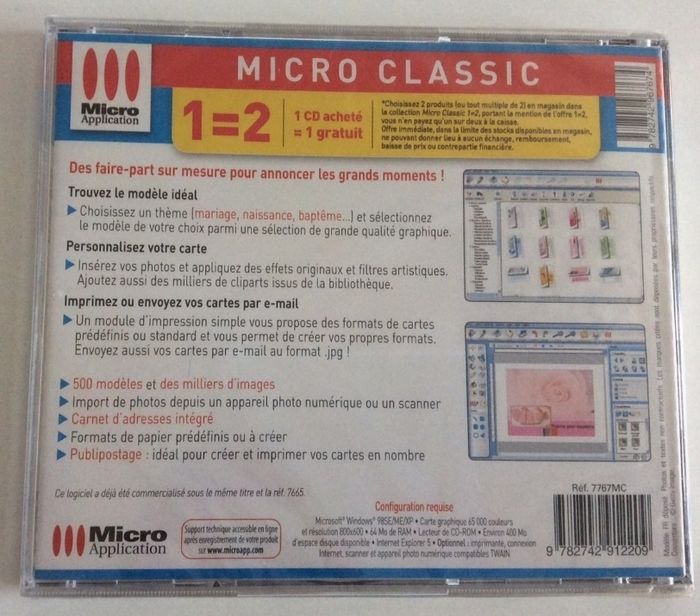 MICRO CLASSIC
Micro
Application
1=2
1 CD acheté
= 1 gratuit
*Choisissez 2 produits (ou tout multiple de 2) en magasin dans
la collection Micro Classic 1=2, portant la mention de l'offre 1=2,
vous n'en payez qu'un sur deux à la caisse.
Offre immédiate, dans la limite des stocks disponibles en magasin,
ne pouvant donner lieu à aucun échange, remboursement,
baisse de prix ou contrepartie financière.
Des faire-part sur mesure pour annoncer les grands moments !
Trouvez le modèle idéal
Choisissez un thème (mariage, naissance, baptême...) et sélectionnez
le modèle de votre choix parmi une sélection de grande qualité graphique.
Personnalisez votre carte
Insérez vos photos et appliquez des effets originaux et filtres artistiques.
Ajoutez aussi des milliers de cliparts issus de la bibliothèque.
Imprimez ou envoyez vos cartes par e-mail
Un module d'impression simple vous propose des formats de cartes
prédéfinis ou standard et vous permet de créer vos propres formats.
Envoyez aussi vos cartes par e-mail au format .jpg !
500 modèles et des milliers d'images
Import de photos depuis un appareil photo numérique ou un scanner
Carnet d'adresses intégré
Formats de papier prédéfinis ou à créer
Publipostage : idéal pour créer et imprimer vos cartes en nombre
Ce logiciel a déjà été commercialisé sous le même titre et la réf. 7665.
Réf. 7767MC
Micro
Application
Support technique accessible en ligne
après enregistrement de votre produit
sur www.microapp.com
Configuration requise
Microsoft® Windows® 98SE/ME/XP • Carte graphique 65 000 couleurs
et résolution 800x600 • 64 Mo de RAM • Lecteur de CD-ROM • Environ 400 Mo
d'espace disque disponible • Internet Explorer 5 • Optionnel : imprimante, connexion
Internet, scanner et appareil photo numérique compatibles TWAIN
9 782742 912209